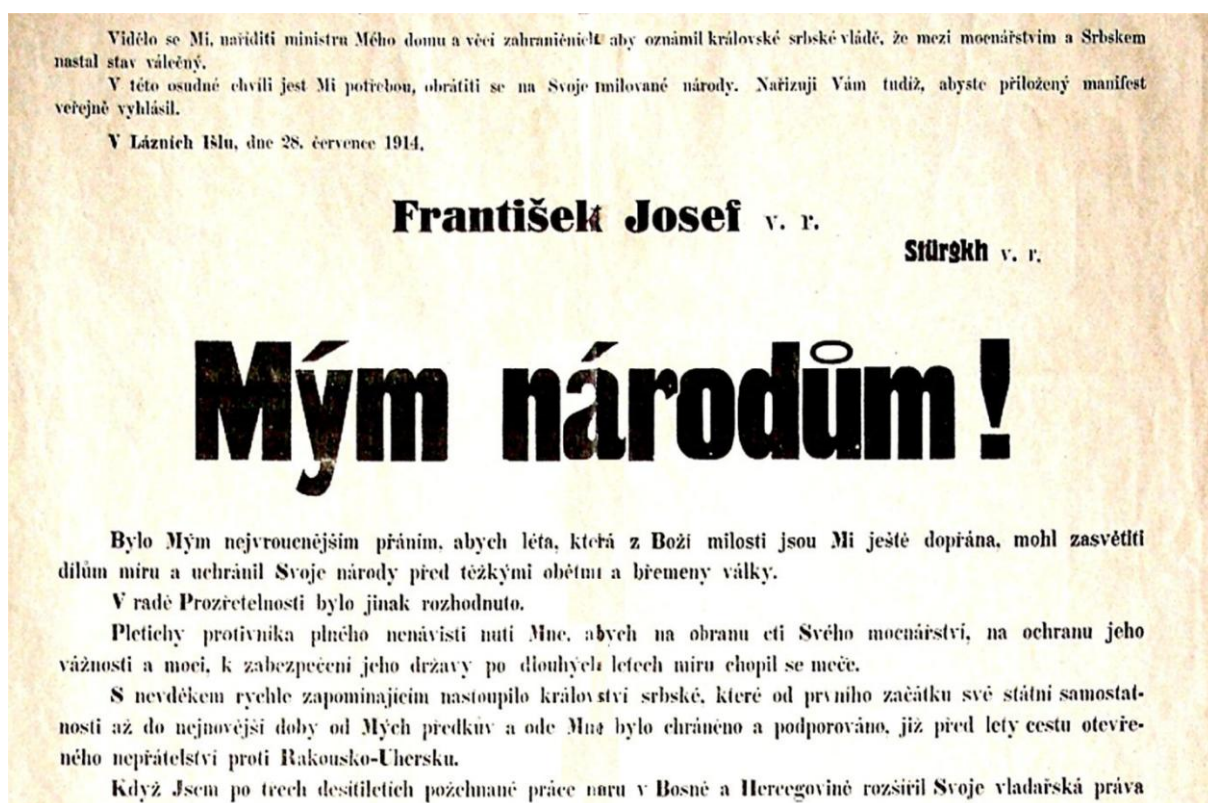 Vidělo se Mi, naříditi ministru Mého domu a věcí zahraničních, aby oznámil královské srbské vládě, že mezi mocnářstvím a Srbskem
nastal stav válečný.
V této osudné chvíli jest Mi potřebou, obrátiti se na Svoje milované národy. Nařizuji Vám tudíž, abyste přiložený manifest
veřejně vyhlásil.
V Lázních Išlu, dne 28. července 1914.
František Josef v. r.
Stürgkh v. r.
Mým národům!
Bylo Mým nejvroucnějším přáním, abych léta, která z Boží milosti jsou Mi ještě dopřána, mohl zasvětiti
dílům míru a uchránil Svoje národy před těžkými obětmi a břemeny války.
V radě Prozřetelnosti bylo jinak rozhodnuto.
Pletichy protivníka plného nenávisti nutí Mne, abych na obranu cti Svého mocnářství, na ochranu jeho
vážnosti a moci, k zabezpečení jeho državy po dlouhých letech míru chopil se meče.
S nevděkem rychle zapomínajícím nastoupilo království srbské, které od prvního začátku své státní samostat-
nosti až do nejnovější doby od Mých předkův a ode Mne bylo chráněno a podporováno, již před lety cestu otevře-
ného nepřátelství proti Rakousko-Uhersku.
Když Jsem po třech desítiletích požehnané práce míru v Bosně a Hercegovině rozšířil Svoje vladařská práva